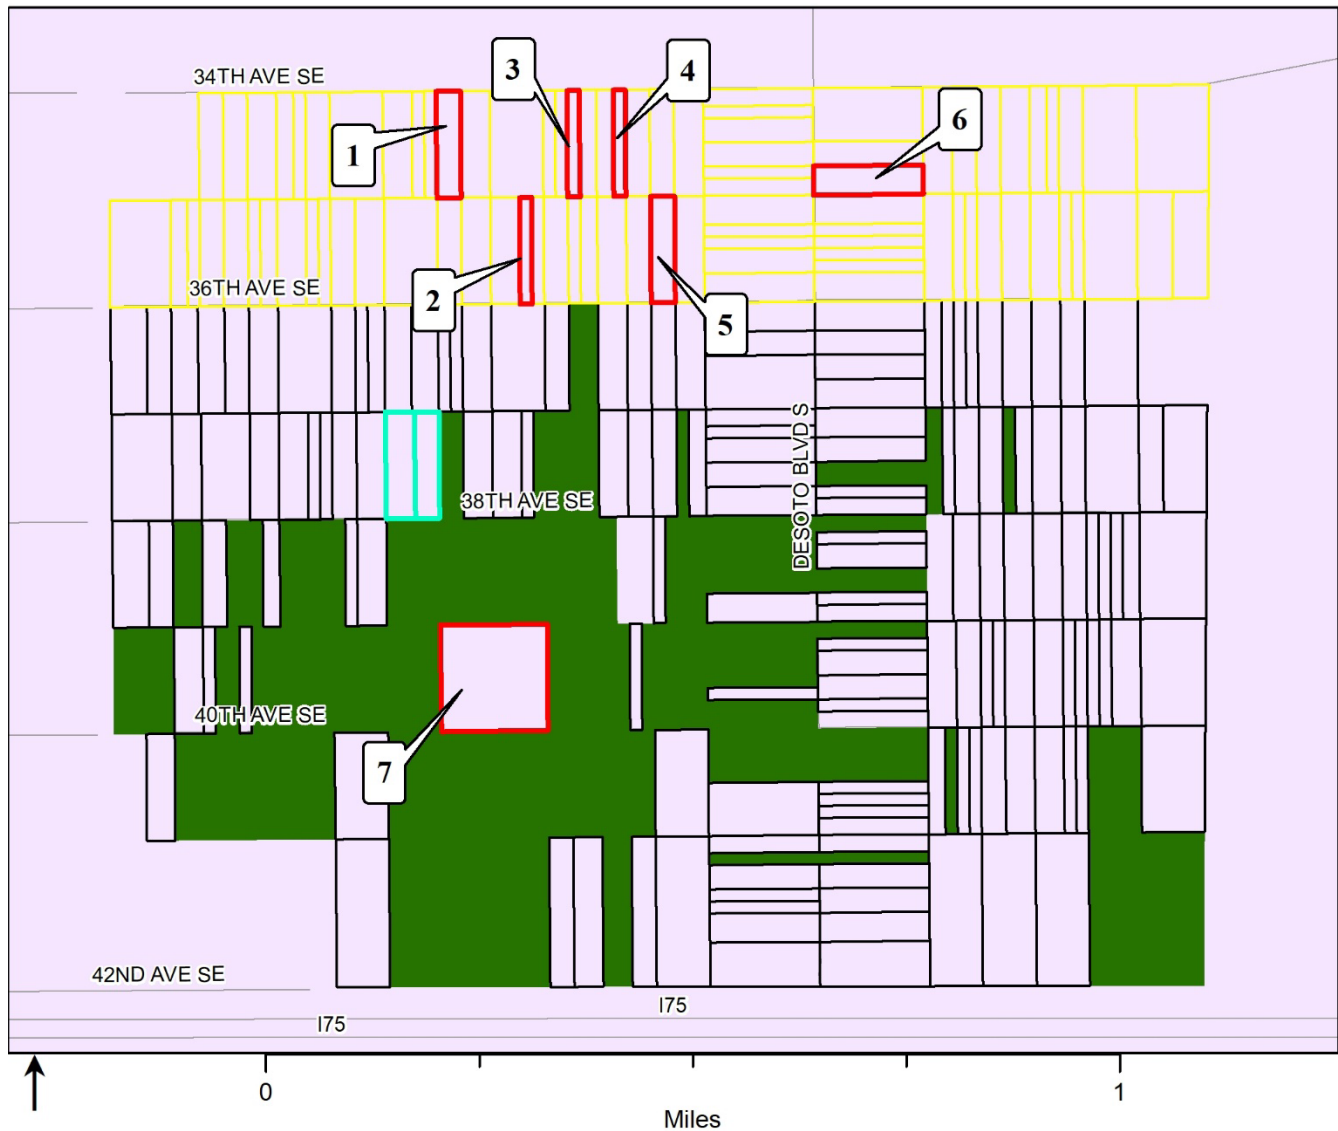 34TH AVE SE
3
4
6
1
36TH AVE SE
2
5
DESOTO BLVD S
38TH AVE SE
40TH AVE SE
7
42ND AVE SE
I75
I75
0
1
Miles